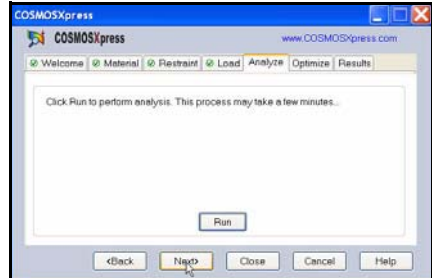 COSMOSXpress
COSMOSXpress www.COSMOSXpress.com
Welcome Material Restraint Load Analyze Optimize Results
Click Run to perform analysis. This process may take a few minutes...
Run
<Back Next> Close Cancel Help